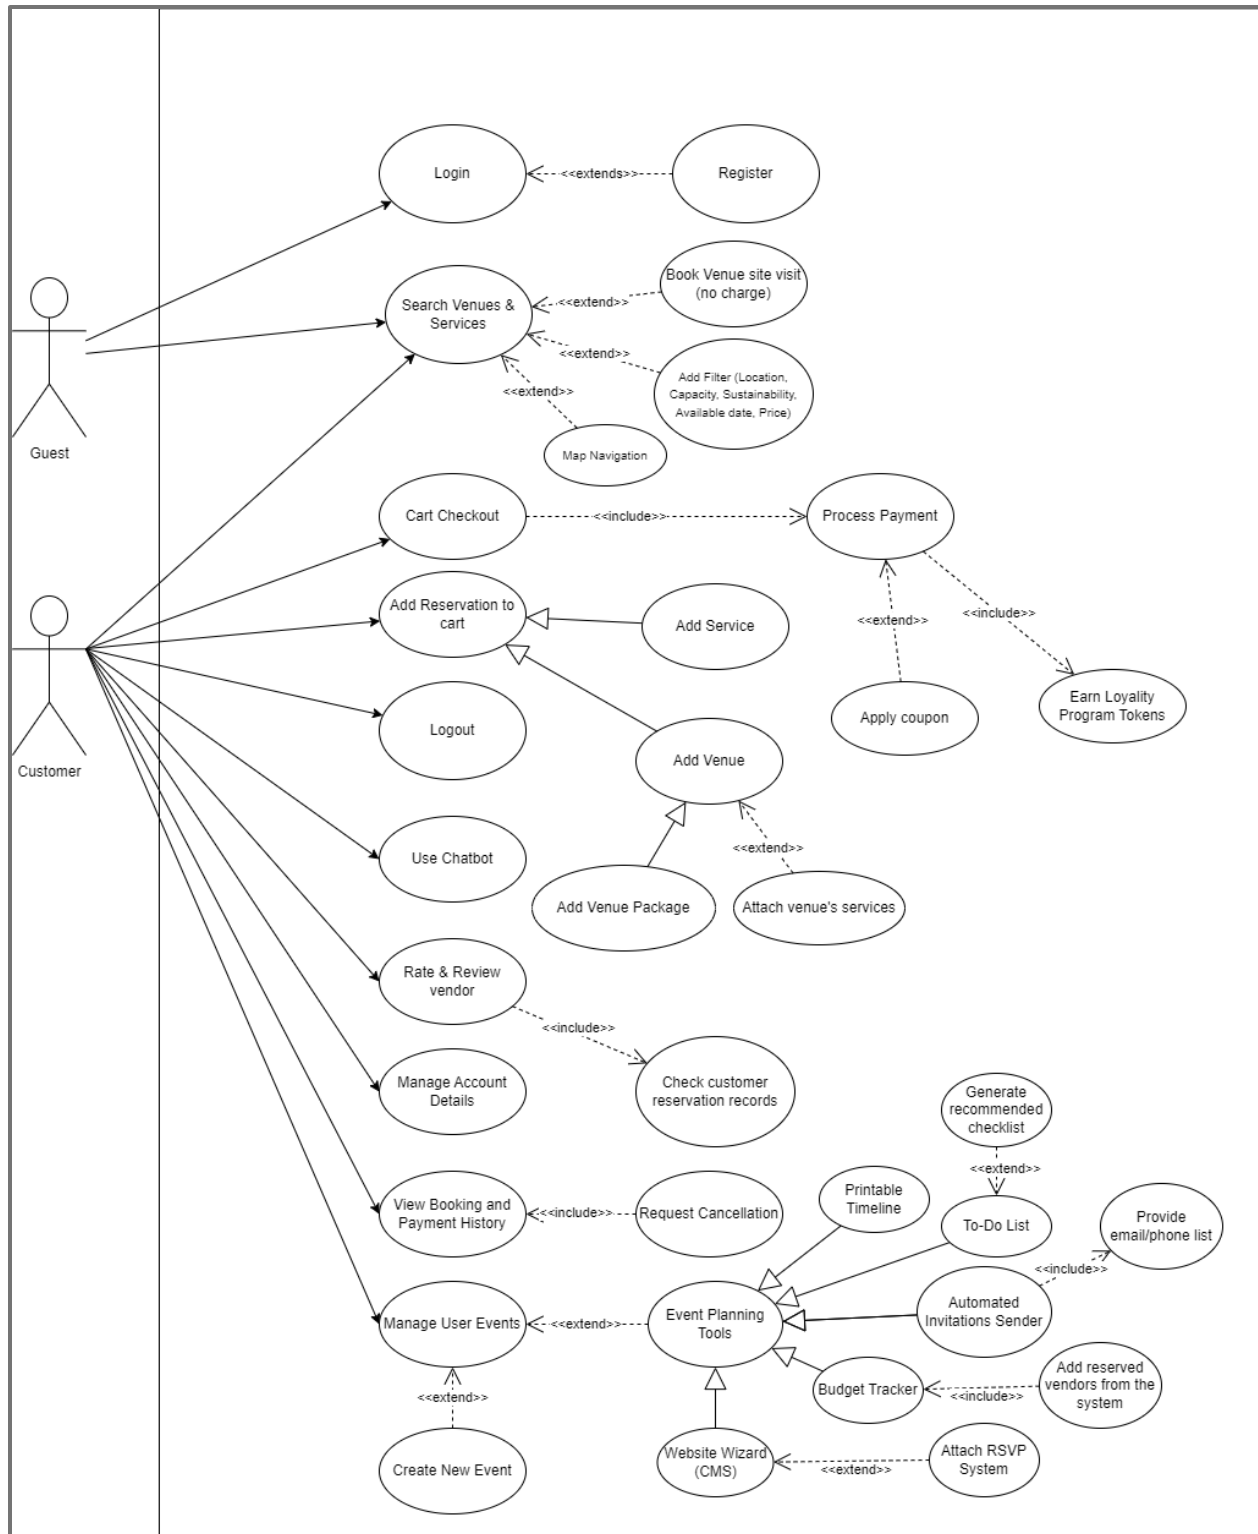 Login
<<extends>>
Register
Book Venue site visit
(no charge)
Search Venues &
Services
<<extend>>
<<extend>>
Add Filter (Location,
Capacity, Sustainability,
Available date, Price)
<<extend>>
Map Navigation
Guest
Cart Checkout
<<include>>
Process Payment
Add Reservation to
cart
Add Service
<<extend>>
<<include>>
Earn Loyality
Program Tokens
Apply coupon
Logout
Add Venue
Customer
Use Chatbot
<<extend>>
Add Venue Package
Attach venue's services
Rate & Review
vendor
<<include>>
Check customer
reservation records
Manage Account
Details
Generate
recommended
checklist
<<extend>>
Printable
Timeline
View Booking and
Payment History
<<include>>
Request Cancellation
To-Do List
Provide
email/phone list
<<include>>
Manage User Events
<<extend>>
Event Planning
Tools
Automated
Invitations Sender
Budget Tracker
<<include>>
Add reserved
vendors from the
system
<<extend>>
Create New Event
Website Wizard
(CMS)
<<extend>>
Attach RSVP
System